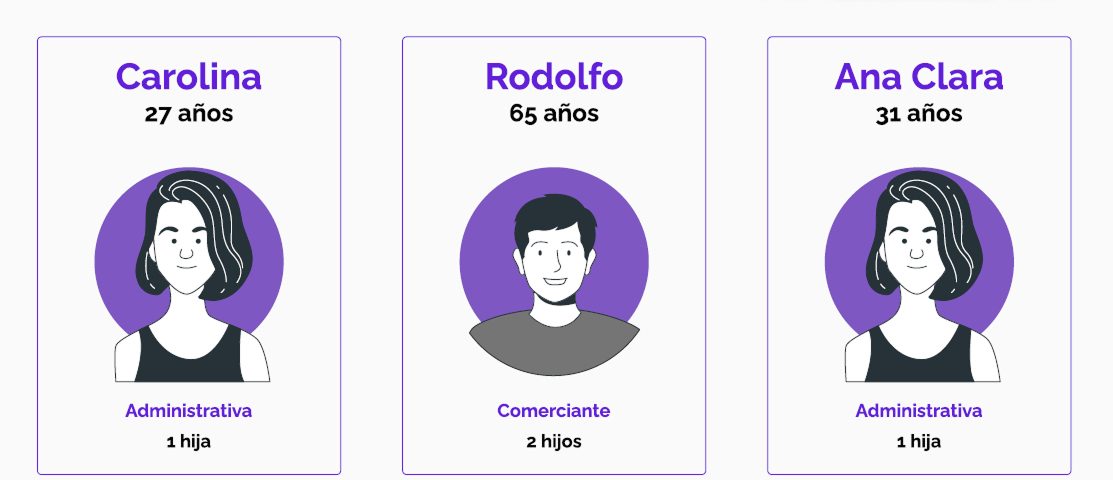 Carolina
27 años
Administrativa
1 hija
Rodolfo
65 años
Comerciante
2 hijos
Ana Clara
31 años
Administrativa
1 hija